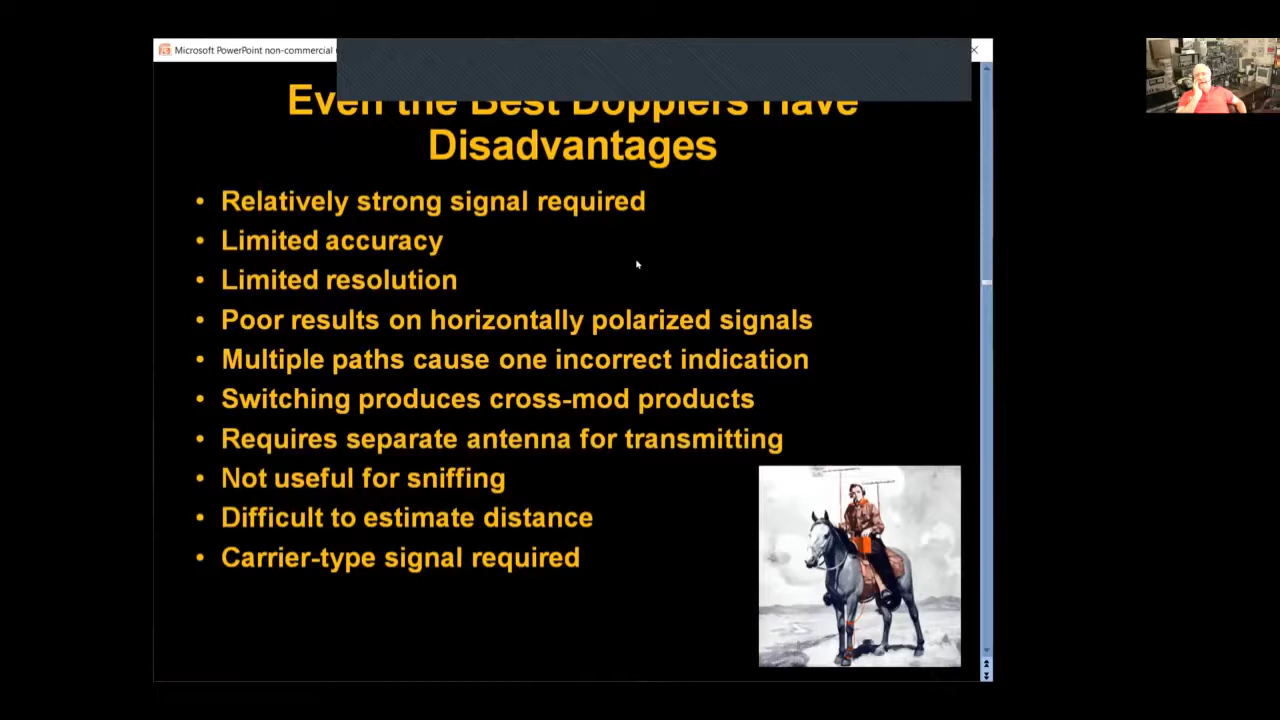 Microsoft PowerPoint non-commercial
Even the Best Dopplers Have
Disadvantages
• Relatively strong signal required
• Limited accuracy
• Limited resolution
• Poor results on horizontally polarized signals
• Multiple paths cause one incorrect indication
• Switching produces cross-mod products
• Requires separate antenna for transmitting
• Not useful for sniffing
• Difficult to estimate distance
• Carrier-type signal required